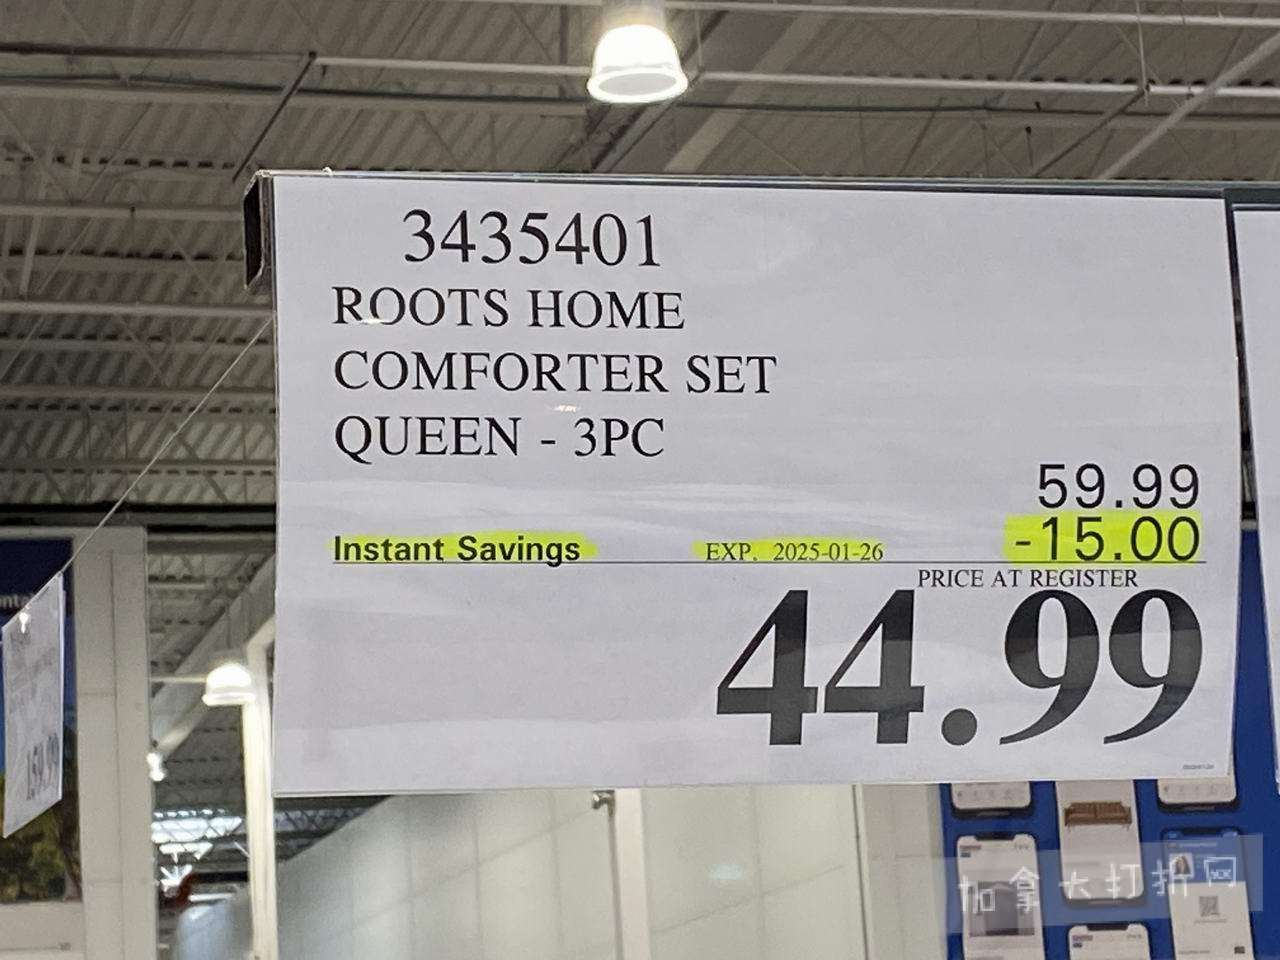 3435401
ROOTS HOME
COMFORTER SET
QUEEN - 3PC
59.99
Instant Savings EXP. 2025-01-26 -15.00
PRICE AT REGISTER
44.99
加拿大打折网